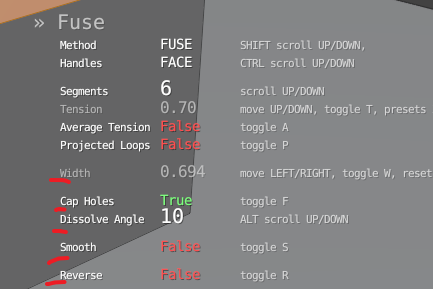 » Fuse
Method FUSE SHIFT scroll UP/DOWN,
Handles FACE CTRL scroll UP/DOWN
Segments 6 scroll UP/DOWN
Tension 0.70 move UP/DOWN, toggle T, presets
Average Tension False toggle A
Projected Loops False toggle P
Width 0.694 move LEFT/RIGHT, toggle W, reset
Cap Holes True toggle F
Dissolve Angle 10 ALT scroll UP/DOWN
Smooth False toggle S
Reverse False toggle R